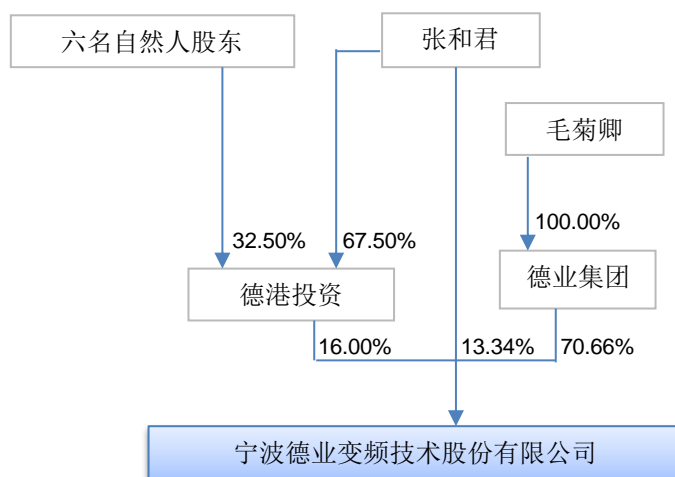 六名自然人股东
张和君
毛菊卿
100.00%
32.50%
67.50%
德港投资
德业集团
16.00%
13.34%
70.66%
宁波德业变频技术股份有限公司